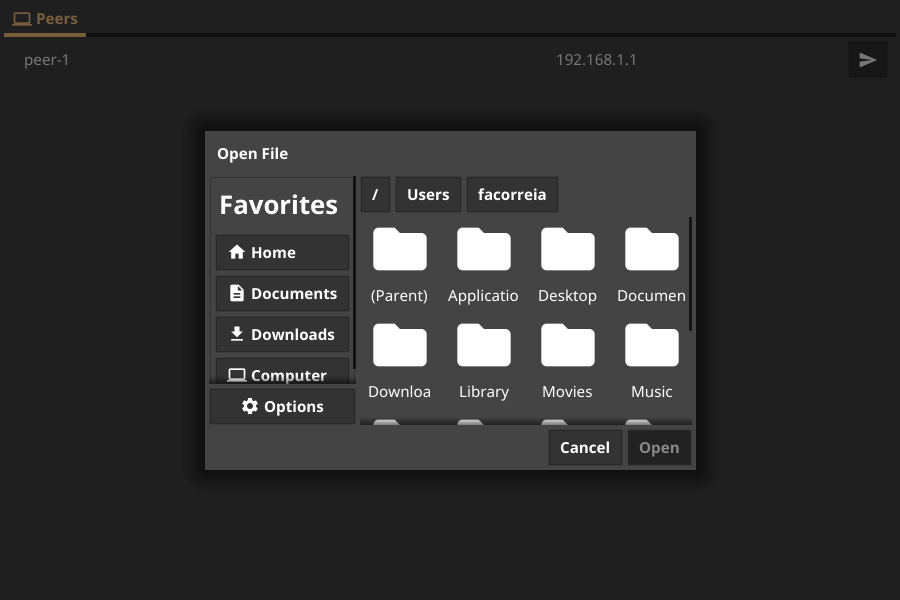 Peers
peer-1 192.168.1.1
Open File
Favorites
Home
Documents
Downloads
Computer
Options
/ Users facorreia
(Parent) Applicatio Desktop Documen
Downloa Library Movies Music
Cancel Open